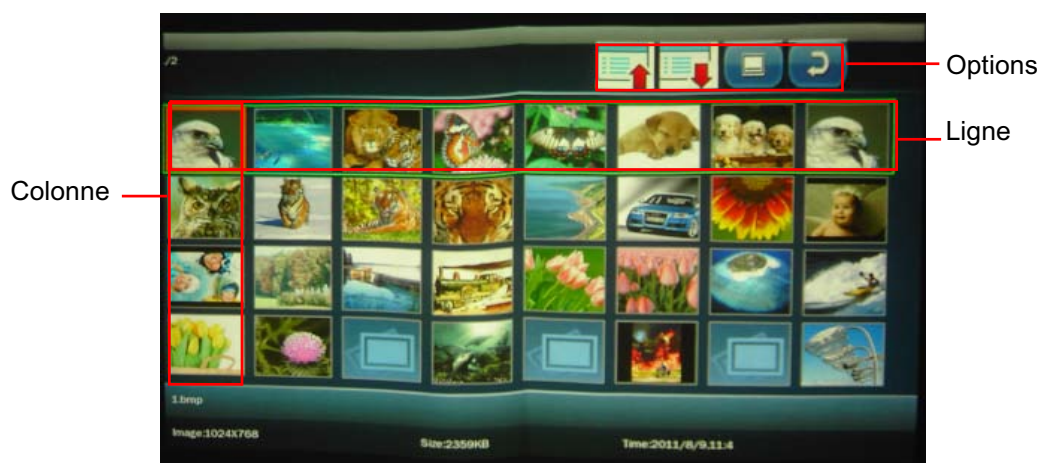 /2
Options
Ligne
Colonne
1.bmp
Image:1024X768
Size:2359KB
Time:2011/8/9,11:4